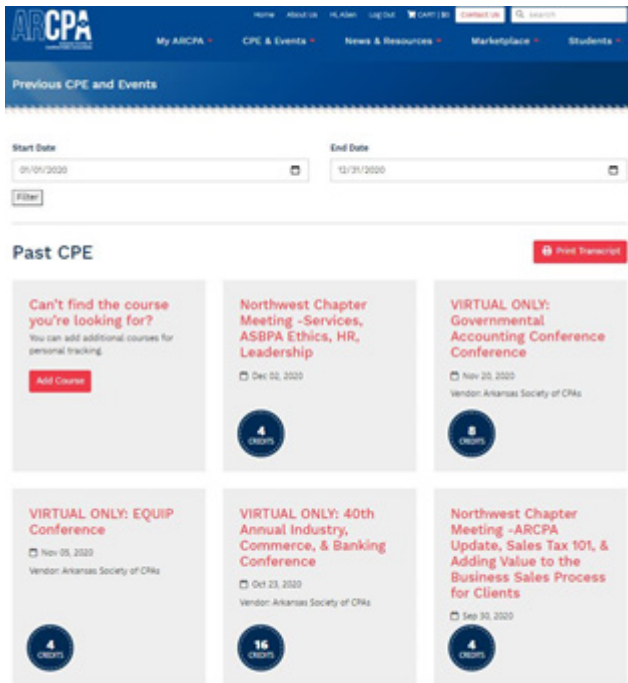 ARCPA
Home About Us Hi, Allen Log Out CART | $0 Contact Us Search
My ARCPA CPE & Events News & Resources Marketplace Students
Previous CPE and Events
Start Date End Date
01/01/2020 12/31/2020
Filter
Past CPE
Print Transcript
Can't find the course
you're looking for?
You can add additional courses for
personal tracking.
Add Course
Northwest Chapter
Meeting -Services,
ASBPA Ethics, HR,
Leadership
Dec 02, 2020
4
CREDITS
VIRTUAL ONLY:
Governmental
Accounting Conference
Conference
Nov 20, 2020
Vendor: Arkansas Society of CPAs
8
CREDITS
VIRTUAL ONLY: EQUIP
Conference
Nov 05, 2020
Vendor: Arkansas Society of CPAs
4
CREDITS
VIRTUAL ONLY: 40th
Annual Industry,
Commerce, & Banking
Conference
Oct 23, 2020
Vendor: Arkansas Society of CPAs
16
CREDITS
Northwest Chapter
Meeting -ARCPA
Update, Sales Tax 101, &
Adding Value to the
Business Sales Process
for Clients
Sep 30, 2020
4
CREDITS